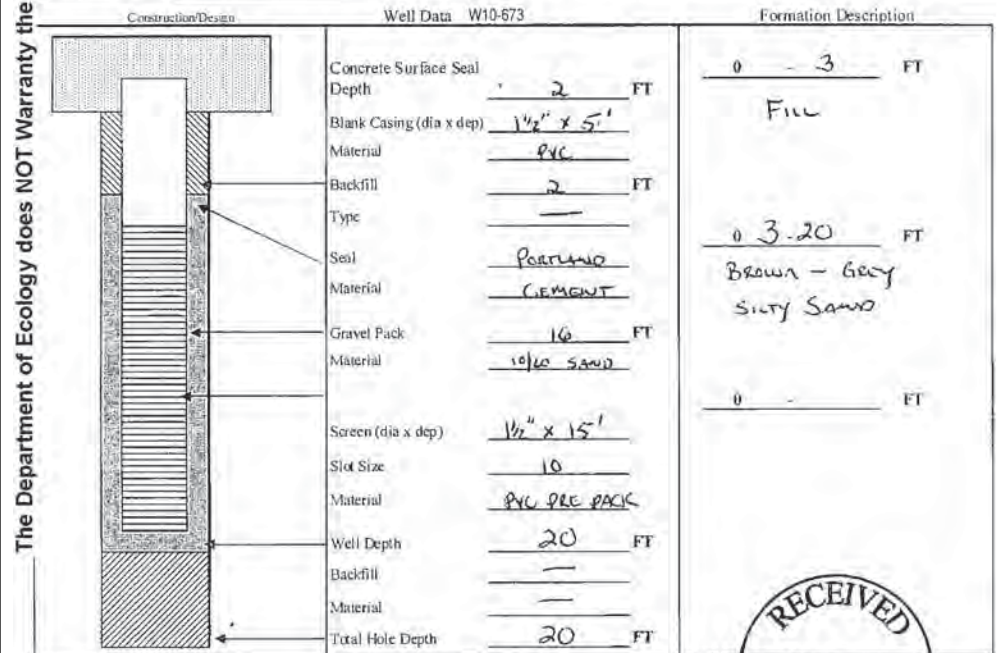 The Department of Ecology does NOT Warranty the
Construction/Design
Well Data W10-673
Formation Description
Concrete Surface Seal
Depth 2 FT
Blank Casing (dia x dep) 1 1/2" x 5'
Material PVC
Backfill 2 FT
Type —
Seal PORTLAND
Material CEMENT
Gravel Pack 16 FT
Material SAND
Screen (dia x dep) 1 1/2" x 15'
Slot Size 10
Material PVC PRE PACK
Well Depth 20 FT
Backfill —
Material —
Total Hole Depth 20 FT
0 - 3 FT
FILL
0 3-20 FT
BROWN - GREY
SILTY SAND
0 - FT
RECEIVED